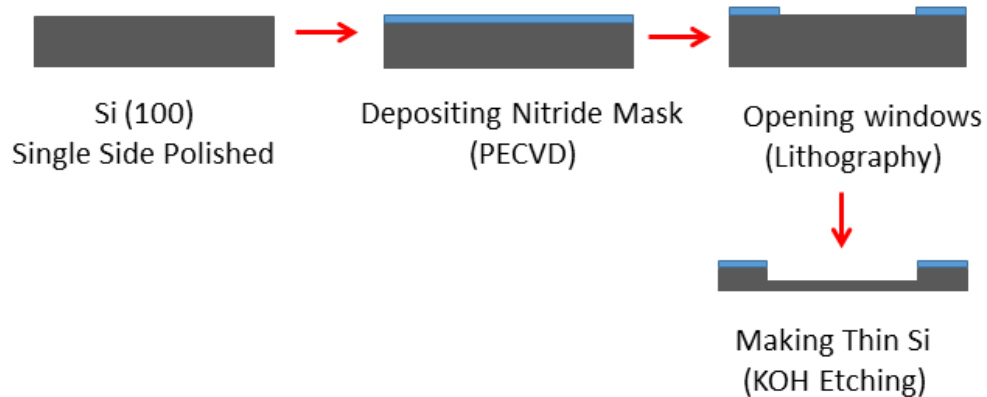 Si (100)
Single Side Polished
Depositing Nitride Mask
(PECVD)
Opening windows
(Lithography)
Making Thin Si
(KOH Etching)